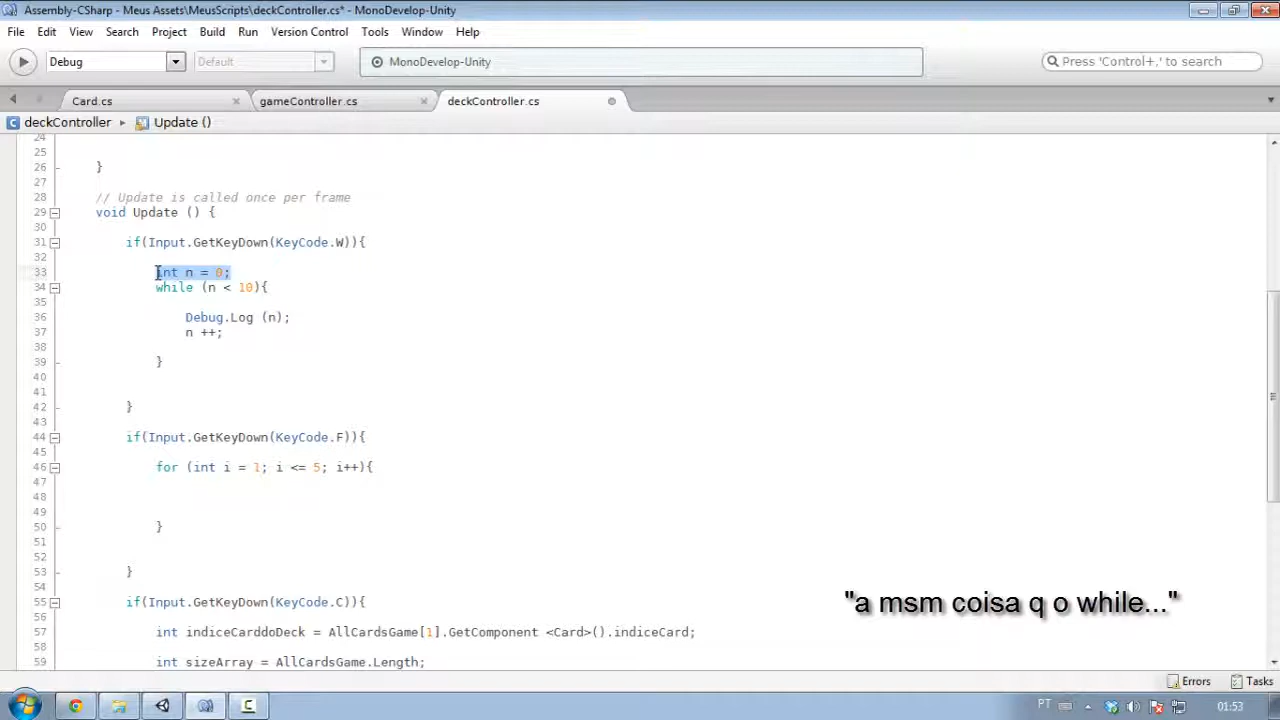 Assembly-CSharp - Meus Assets\MeusScripts\deckController.cs* - MonoDevelop-Unity
File Edit View Search Project Build Run Version Control Tools Window Help
Debug Default MonoDevelop-Unity Press 'Control+,' to search
Card.cs gameController.cs deckController.cs
deckController Update ()
24
25
26 }
27
28 // Update is called once per frame
29 void Update () {
30
31 if(Input.GetKeyDown(KeyCode.W)){
32
33 int n = 0;
34 while (n < 10){
35
36 Debug.Log (n);
37 n ++;
38
39 }
40
41
42 }
43
44 if(Input.GetKeyDown(KeyCode.F)){
45
46 for (int i = 1; i <= 5; i++){
47
48
49
50 }
51
52
53 }
54
55 if(Input.GetKeyDown(KeyCode.C)){
56
57 int indiceCarddoDeck = AllCardsGame[1].GetComponent <Card>().indiceCard;
58
59 int sizeArray = AllCardsGame.Length;
"a msm coisa q o while..."
Errors Tasks
PT 01:53